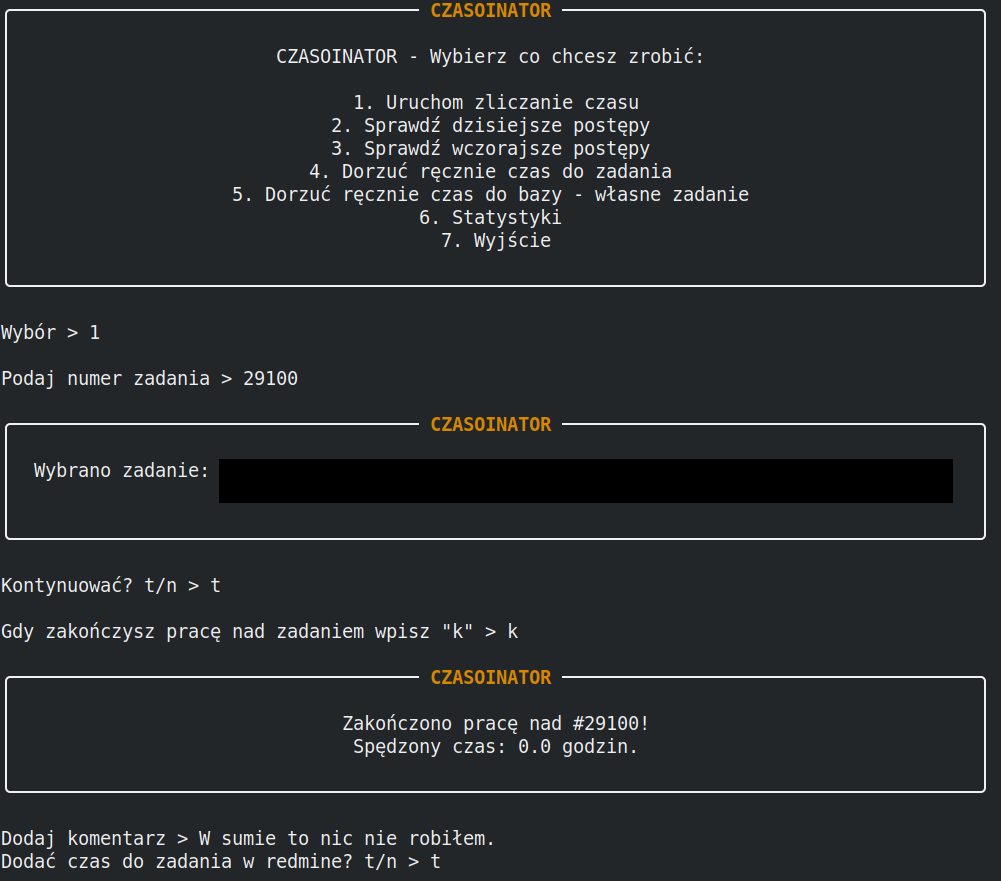 CZASOINATOR
CZASOINATOR - Wybierz co chcesz zrobić:
1. Uruchom zliczanie czasu
2. Sprawdź dzisiejsze postępy
3. Sprawdź wczorajsze postępy
4. Dorzuć ręcznie czas do zadania
5. Dorzuć ręcznie czas do bazy - własne zadanie
6. Statystyki
7. Wyjście
Wybór > 1
Podaj numer zadania > 29100
CZASOINATOR
Wybrano zadanie:
Kontynuować? t/n > t
Gdy zakończysz pracę nad zadaniem wpisz "k" > k
CZASOINATOR
Zakończono pracę nad #29100!
Spędzony czas: 0.0 godzin.
Dodaj komentarz > W sumie to nic nie robiłem.
Dodać czas do zadania w redmine? t/n > t